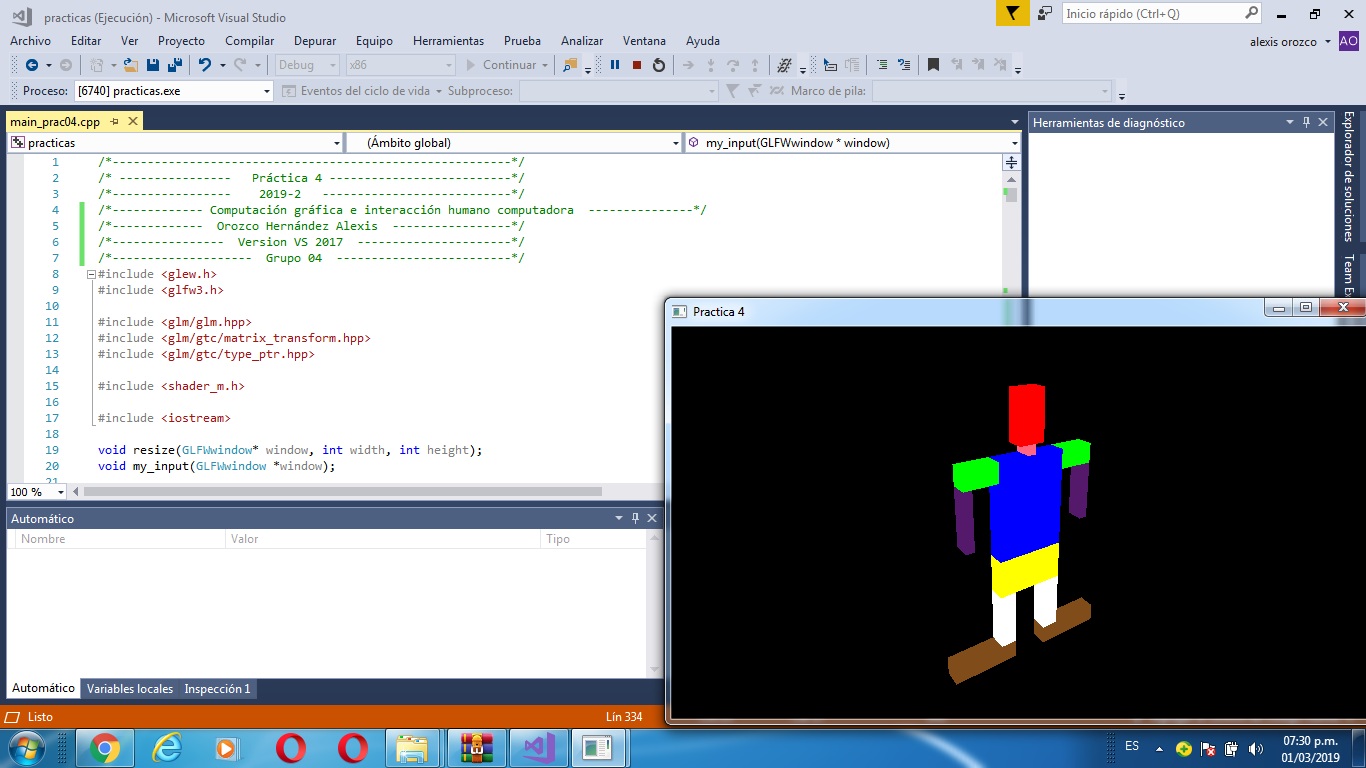 practicas (Ejecución) - Microsoft Visual Studio
Inicio rápido (Ctrl+Q)
Archivo Editar Ver Proyecto Compilar Depurar Equipo Herramientas Prueba Analizar Ventana Ayuda
alexis orozco AO
Debug x86 Continuar
Proceso: [6740] practicas.exe Eventos del ciclo de vida Subproceso: Marco de pila:
main_prac04.cpp
practicas (Ámbito global) my_input(GLFWwindow * window)
1 /*---------------------------------------------------------*/
2 /* ---------------- Práctica 4 --------------------------*/
3 /*----------------- 2019-2 ---------------------------*/
4 /*------------- Computación gráfica e interacción humano computadora ---------------*/
5 /*------------- Orozco Hernández Alexis -----------------*/
6 /*---------------- Version VS 2017 ----------------------*/
7 /*-------------------- Grupo 04 -------------------------*/
8 #include <glew.h>
9 #include <glfw3.h>
10
11 #include <glm/glm.hpp>
12 #include <glm/gtc/matrix_transform.hpp>
13 #include <glm/gtc/type_ptr.hpp>
14
15 #include <shader_m.h>
16
17 #include <iostream>
18
19 void resize(GLFWwindow* window, int width, int height);
20 void my_input(GLFWwindow *window);
21
100 %
Automático
Nombre Valor Tipo
Automático Variables locales Inspección 1
Listo Lín 334
Herramientas de diagnóstico
Explorador de soluciones
Team
Practica 4
ES
07:30 p.m.
01/03/2019